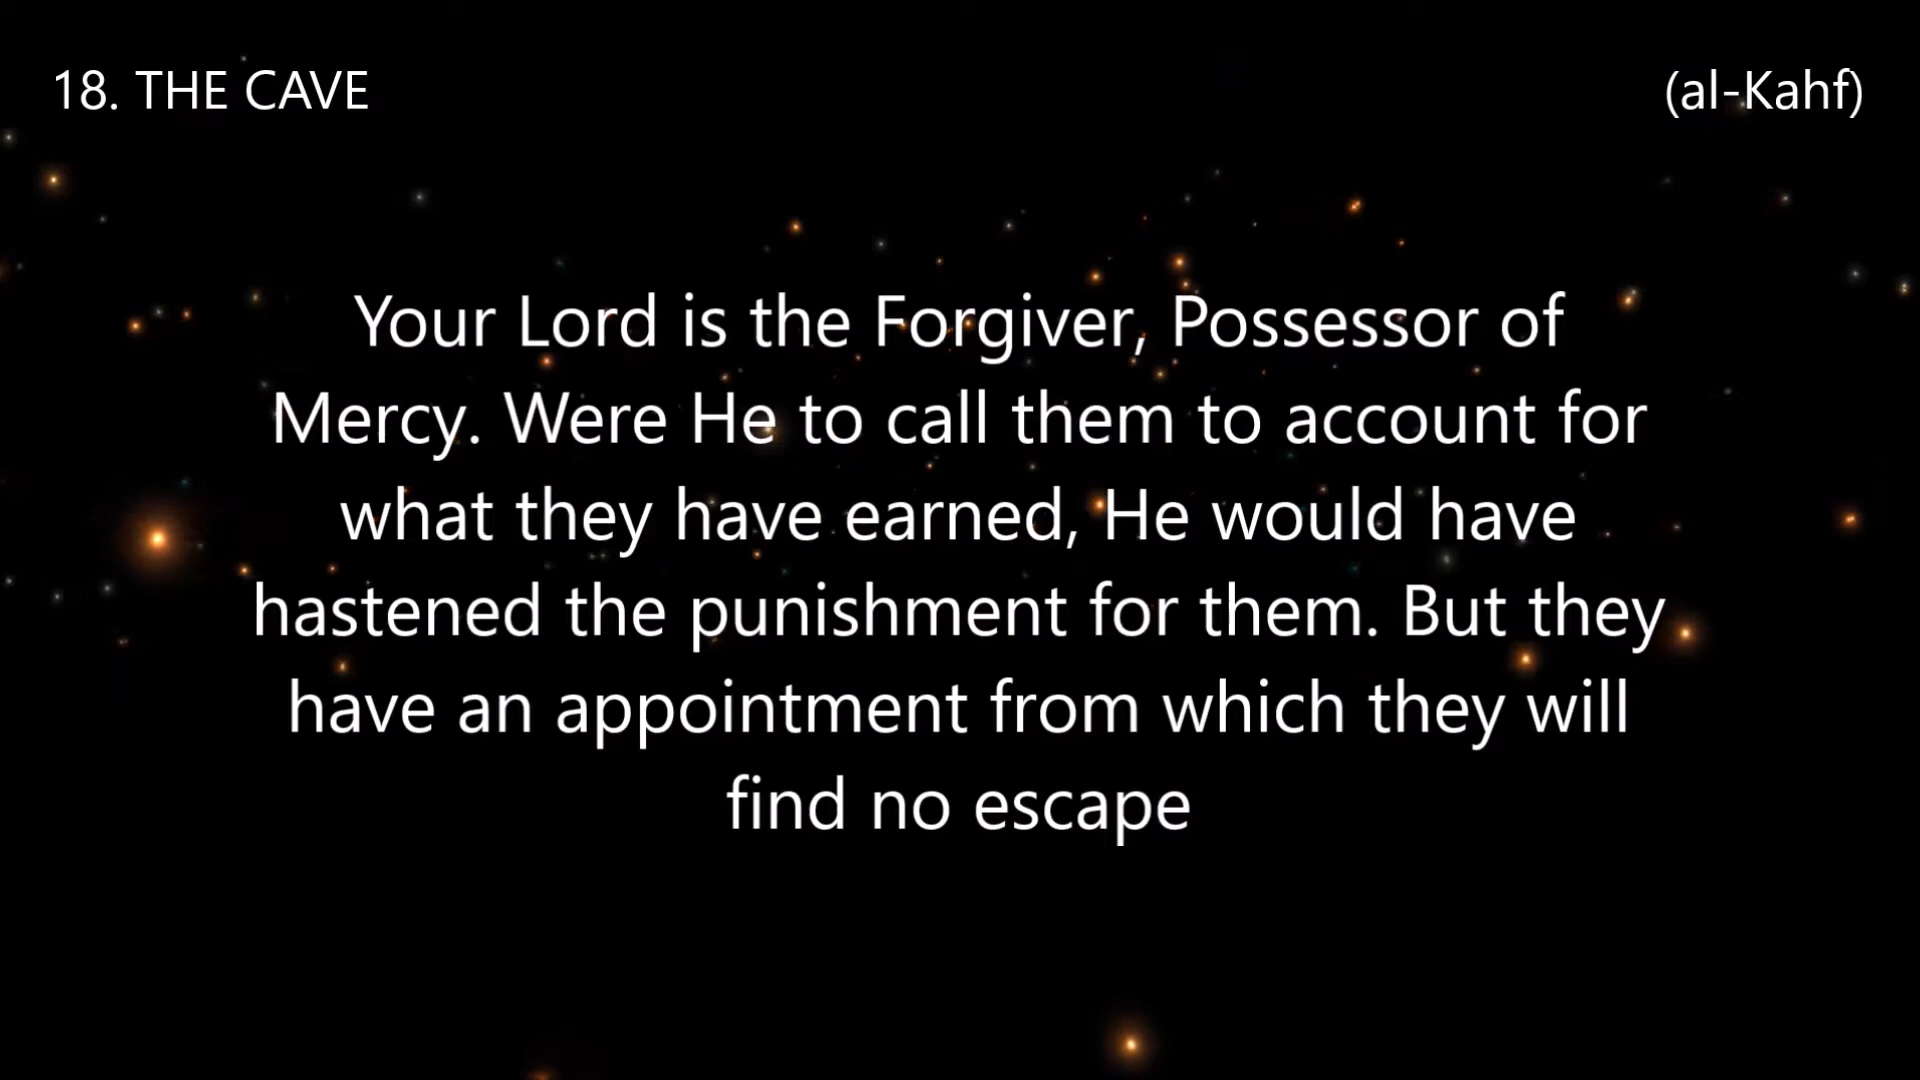 18. THE CAVE
(al-Kahf)
Your Lord is the Forgiver, Possessor of
Mercy. Were He to call them to account for
what they have earned, He would have
hastened the punishment for them. But they
have an appointment from which they will
find no escape